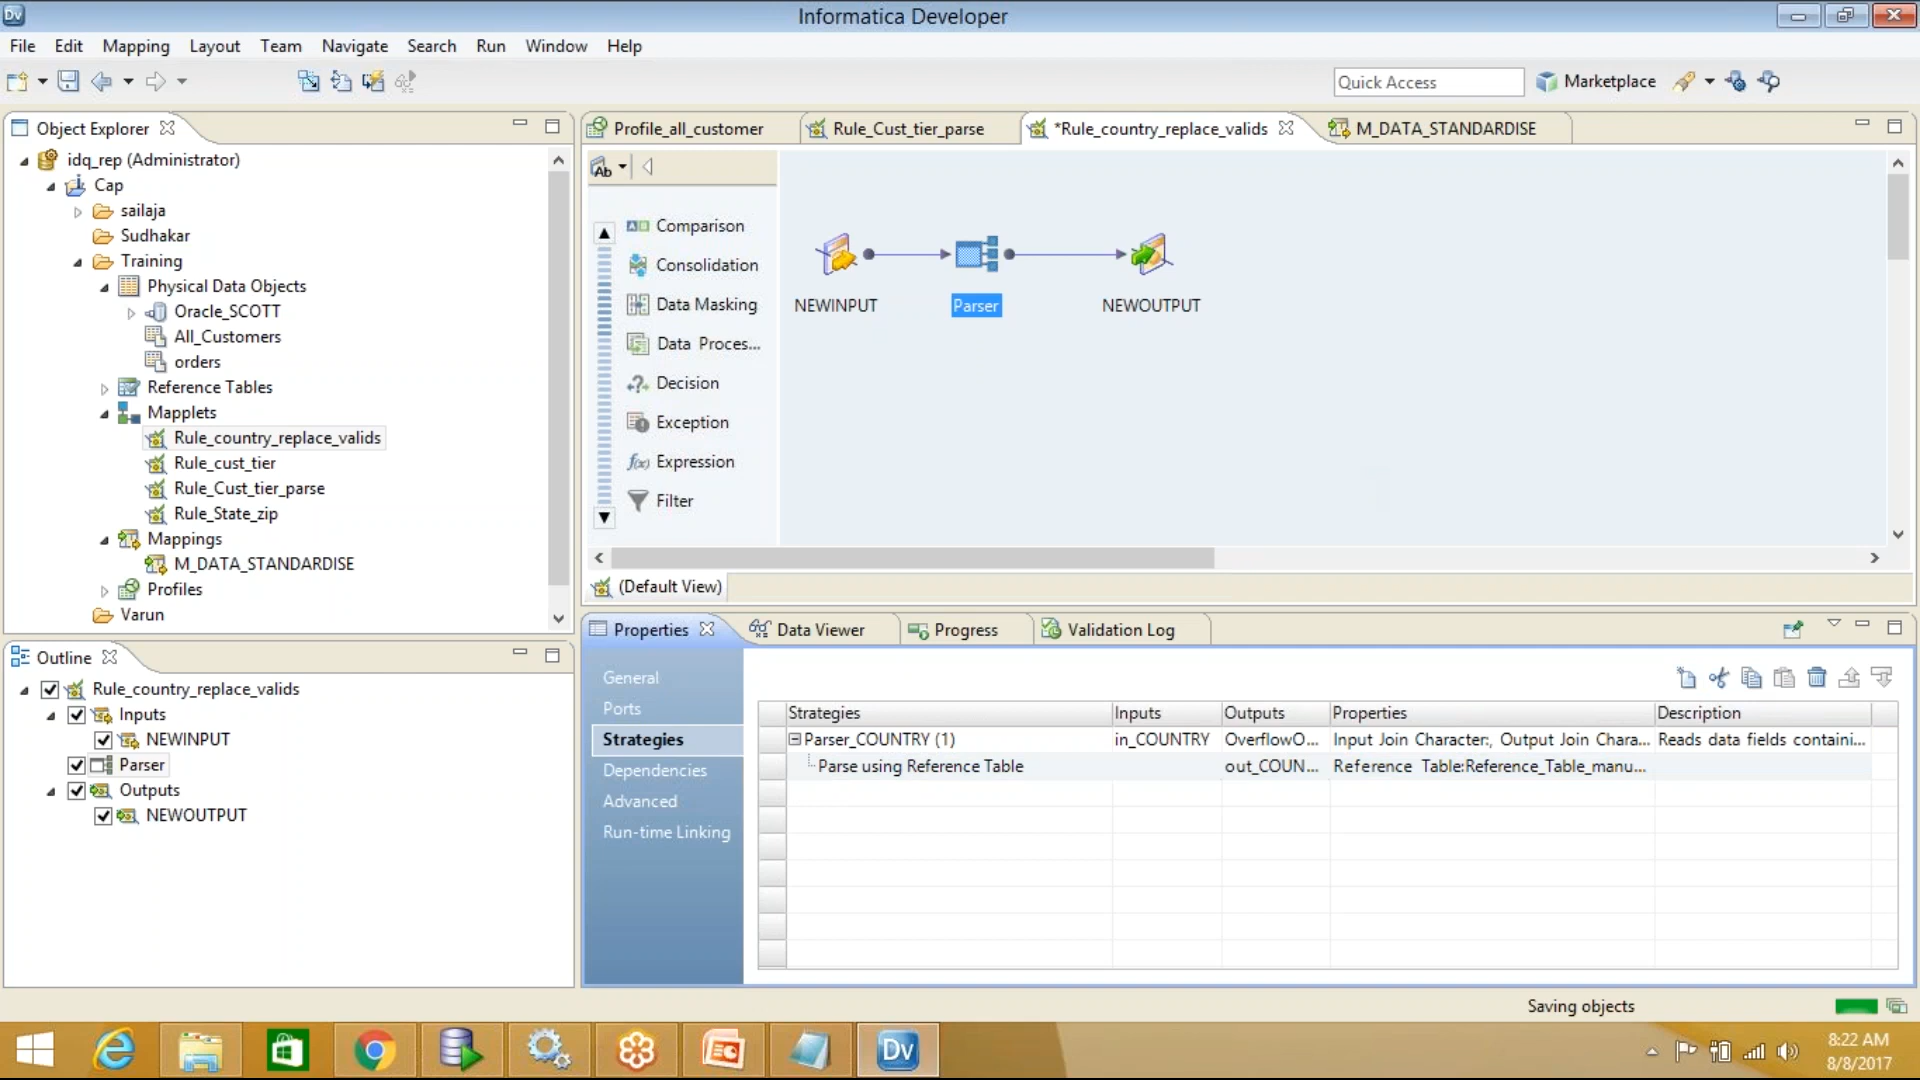 Dv
Informatica Developer
File Edit Mapping Layout Team Navigate Search Run Window Help
Quick Access
Marketplace
Object Explorer
idq_rep (Administrator)
Cap
sailaja
Sudhakar
Training
Physical Data Objects
Oracle_SCOTT
All_Customers
orders
Reference Tables
Mapplets
Rule_country_replace_valids
Rule_cust_tier
Rule_Cust_tier_parse
Rule_State_zip
Mappings
M_DATA_STANDARDISE
Profiles
Varun
Outline
Rule_country_replace_valids
Inputs
NEWINPUT
Parser
Outputs
NEWOUTPUT
Profile_all_customer Rule_Cust_tier_parse *Rule_country_replace_valids M_DATA_STANDARDISE
Ab
Comparison
Consolidation
Data Masking
Data Proces...
Decision
Exception
f(x) Expression
Filter
NEWINPUT Parser NEWOUTPUT
(Default View)
Properties Data Viewer Progress Validation Log
General
Ports
Strategies
Dependencies
Advanced
Run-time Linking
Strategies Inputs Outputs Properties Description
Parser_COUNTRY (1) in_COUNTRY OverflowO... Input Join Character:, Output Join Chara... Reads data fields containi...
Parse using Reference Table out_COUN... Reference Table:Reference_Table_manu...
Saving objects
Dv
8:22 AM
8/8/2017